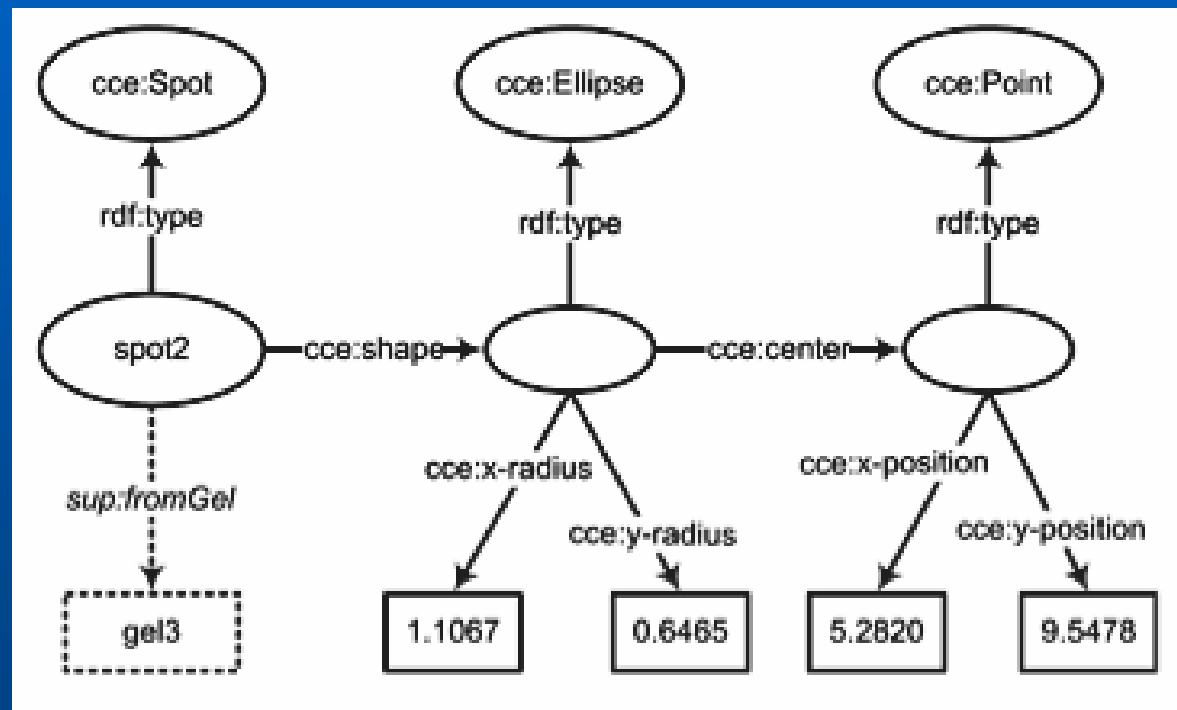 cce:Spot
cce:Ellipse
cce:Point
rdf:type
rdf:type
rdf:type
spot2
cce:shape
cce:center
cce:x-radius
cce:x-position
sup:fromGel
cce:y-radius
cce:y-position
gel3
1.1067
0.6465
5.2820
9.5478